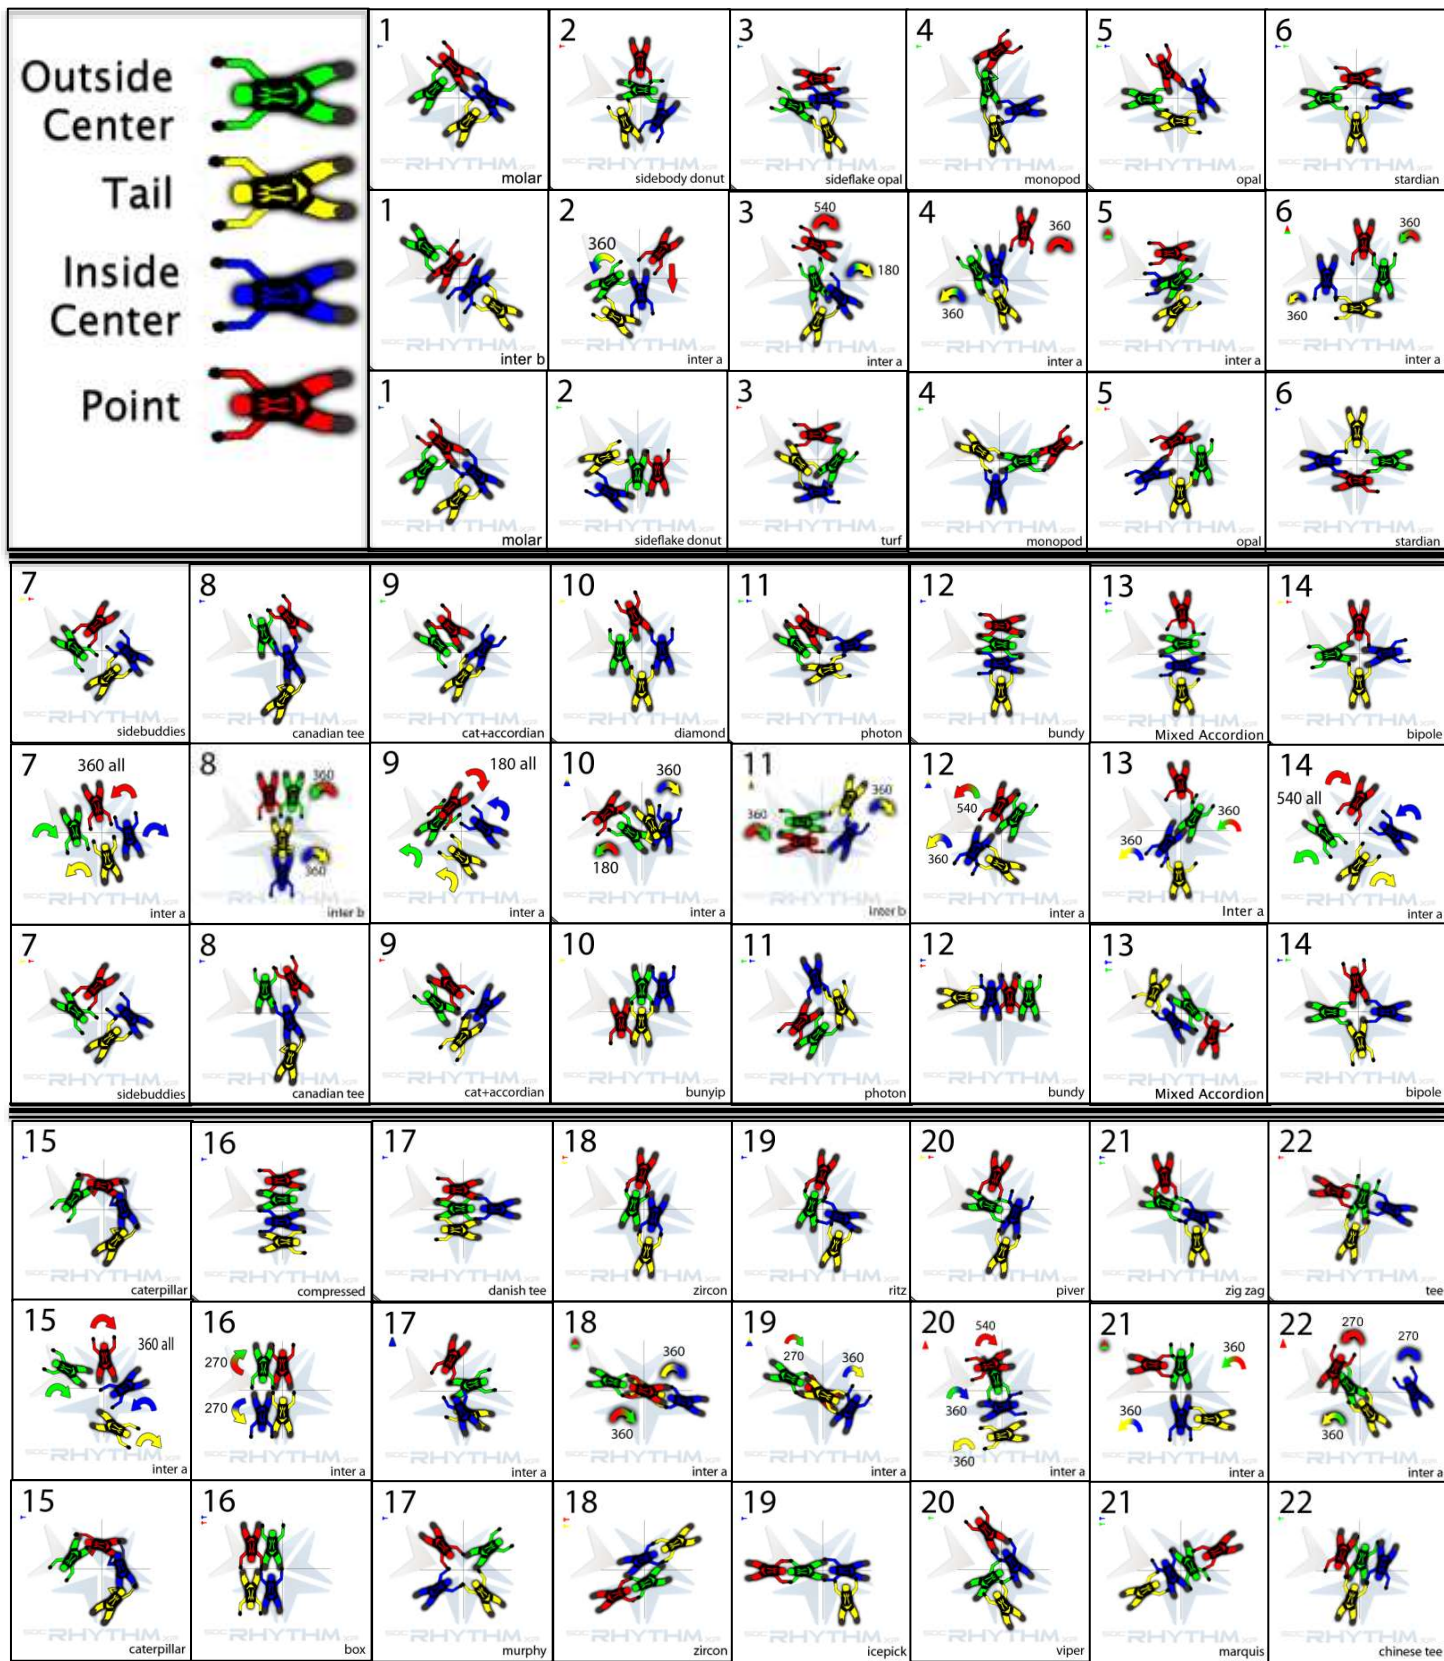 Outside
Center
Tail
Inside
Center
Point
1 2 3 4 5 6
molar sidebody donut sideflake opal monopod opal stardian
1 2 3 4 5 6
360 540 180 360 360 360 360
inter b inter a inter a inter a inter a inter a
1 2 3 4 5 6
molar sideflake donut turf monopod opal stardian
7 8 9 10 11 12 13 14
sidebuddies canadian tee cat+accordian diamond photon bundy Mixed Accordion bipole
7 8 9 10 11 12 13 14
360 all 360 360 180 all 360 180 360 360 540 360 360 360 540 all
inter a inter b inter a inter a inter b inter a Inter a inter a
7 8 9 10 11 12 13 14
sidebuddies canadian tee cat+accordian bunyip photon bundy Mixed Accordion bipole
15 16 17 18 19 20 21 22
caterpillar compressed danish tee zircon ritz piver zig zag tee
15 16 17 18 19 20 21 22
360 all 270 270 360 360 270 360 540 360 360 360 360 270 270 360
inter a inter a inter a inter a inter a inter a inter a inter a
15 16 17 18 19 20 21 22
caterpillar box murphy zircon icepick viper marquis chinese tee